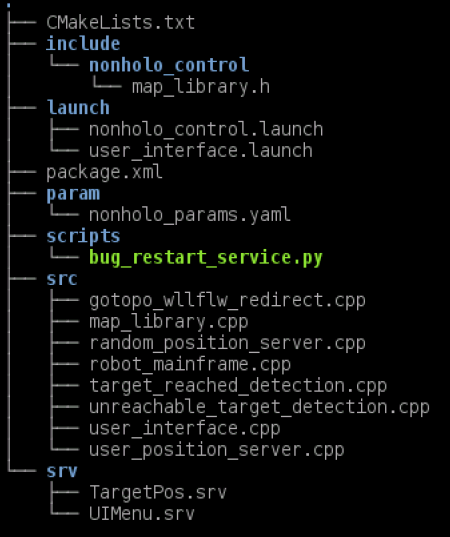 .
├── CMakeLists.txt
├── include
│   └── nonholo_control
│       └── map_library.h
├── launch
│   ├── nonholo_control.launch
│   └── user_interface.launch
├── package.xml
├── param
│   └── nonholo_params.yaml
├── scripts
│   └── bug_restart_service.py
├── src
│   ├── gotopo_wllflw_redirect.cpp
│   ├── map_library.cpp
│   ├── random_position_server.cpp
│   ├── robot_mainframe.cpp
│   ├── target_reached_detection.cpp
│   ├── unreachable_target_detection.cpp
│   ├── user_interface.cpp
│   └── user_position_server.cpp
└── srv
    ├── TargetPos.srv
    └── UIMenu.srv